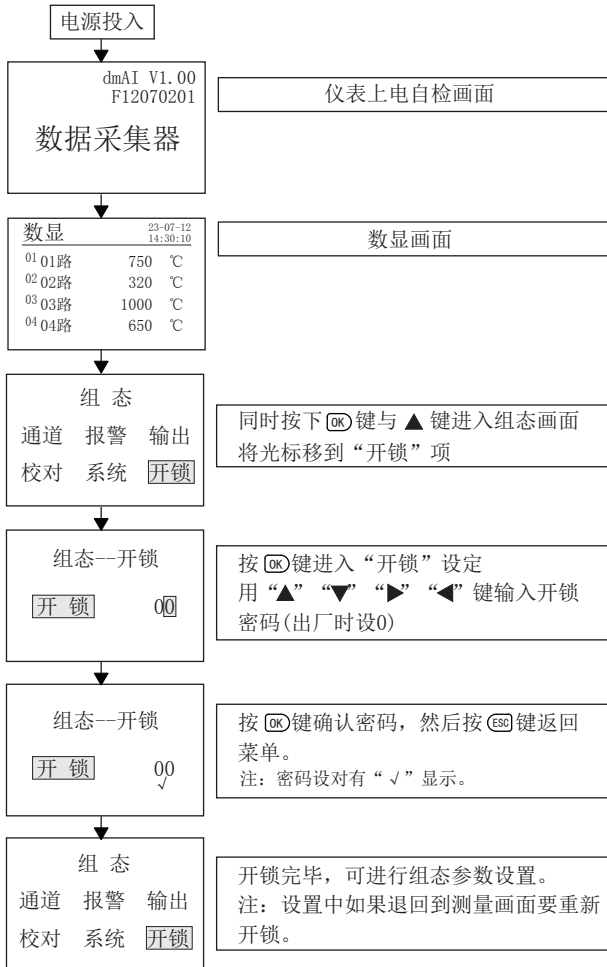 电源投入
dmAI V1.00
F12070201
数据采集器
仪表上电自检画面
数显
23-07-12
14:30:10
01 01路 750 ℃
02 02路 320 ℃
03 03路 1000 ℃
04 04路 650 ℃
数显画面
组 态
通道 报警 输出
校对 系统 开锁
同时按下OK键与 ▲ 键进入组态画面
将光标移到“开锁”项
组态--开锁
开 锁 00
按OK键进入“开锁”设定
用“▲” “▼” “▶” “◀”键输入开锁
密码(出厂时设0)
组态--开锁
开 锁 00
√
按OK键确认密码，然后按ESC键返回
菜单。
注：密码设对有“√”显示。
组 态
通道 报警 输出
校对 系统 开锁
开锁完毕，可进行组态参数设置。
注：设置中如果退回到测量画面要重新
开锁。